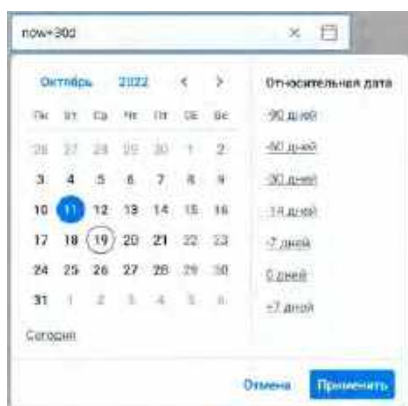 now+30d
Октябрь 2022 < >
Пн Вт Ср Чт Пт Сб Вс
26 27 28 29 30 1 2
3 4 5 6 7 8 9
10 11 12 13 14 15 16
17 18 19 20 21 22 23
24 25 26 27 28 29 30
31 1 2 3 4 5 6
Сегодня
Относительная дата
-90 дней
-60 дней
-30 дней
-14 дней
-7 дней
0 дней
+7 дней
Отмена Применить